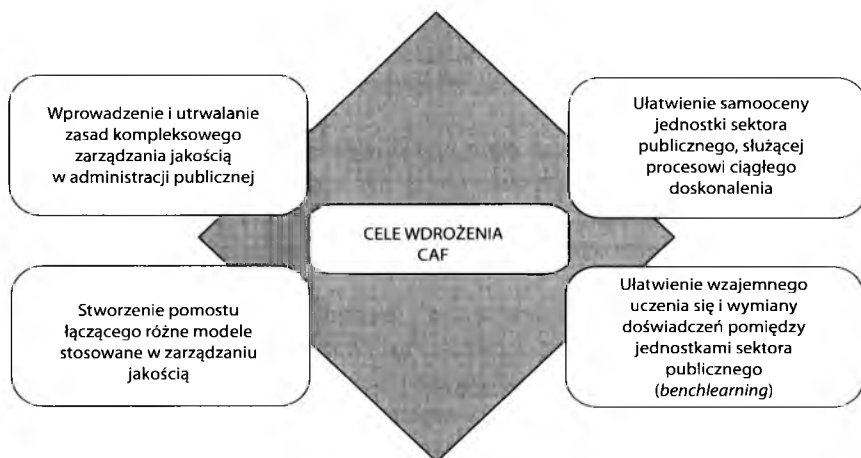 Wprowadzenie i utrwalanie
zasad kompleksowego
zarządzania jakością
w administracji publicznej
Ułatwienie samooceny
jednostki sektora
publicznego, służącej
procesowi ciągłego
doskonalenia
CELE WDROŻENIA
CAF
Stworzenie pomostu
łączącego różne modele
stosowane w zarządzaniu
jakością
Ułatwienie wzajemnego
uczenia się i wymiany
doświadczeń pomiędzy
jednostkami sektora
publicznego
(benchlearning)